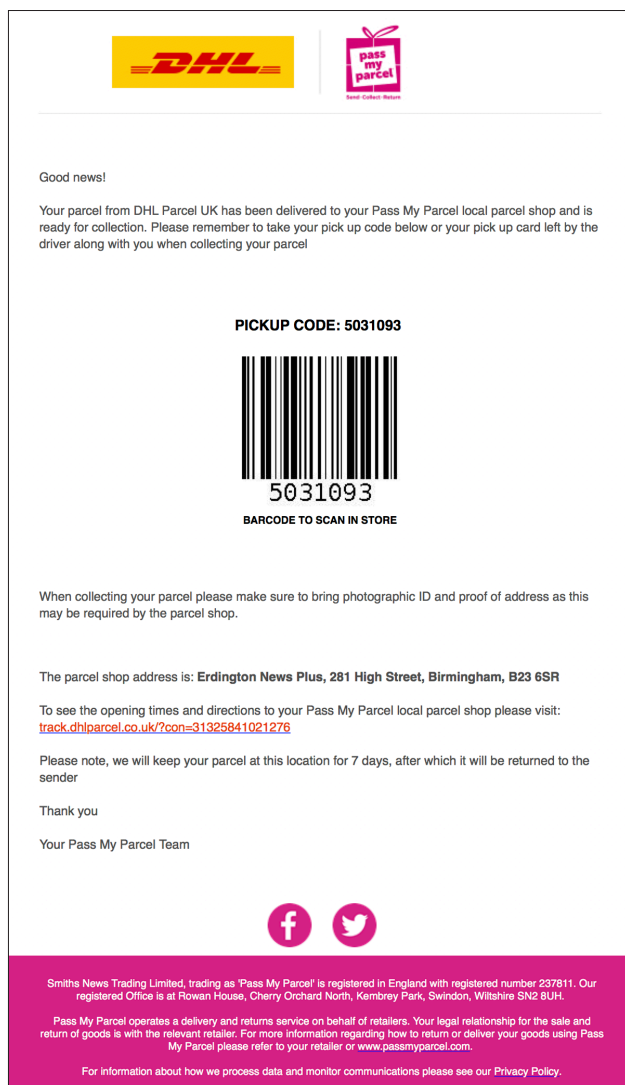 DHL
pass
my
parcel
Send·Collect·Return
Good news!
Your parcel from DHL Parcel UK has been delivered to your Pass My Parcel local parcel shop and is
ready for collection. Please remember to take your pick up code below or your pick up card left by the
driver along with you when collecting your parcel
PICKUP CODE: 5031093
5031093
BARCODE TO SCAN IN STORE
When collecting your parcel please make sure to bring photographic ID and proof of address as this
may be required by the parcel shop.
The parcel shop address is: Erdington News Plus, 281 High Street, Birmingham, B23 6SR
To see the opening times and directions to your Pass My Parcel local parcel shop please visit:
track.dhlparcel.co.uk/?con=31325841021276
Please note, we will keep your parcel at this location for 7 days, after which it will be returned to the
sender
Thank you
Your Pass My Parcel Team
Smiths News Trading Limited, trading as 'Pass My Parcel' is registered in England with registered number 237811. Our
registered Office is at Rowan House, Cherry Orchard North, Kembrey Park, Swindon, Wiltshire SN2 8UH.
Pass My Parcel operates a delivery and returns service on behalf of retailers. Your legal relationship for the sale and
return of goods is with the relevant retailer. For more information regarding how to return or deliver your goods using Pass
My Parcel please refer to your retailer or www.passmyparcel.com.
For information about how we process data and monitor communications please see our Privacy Policy.